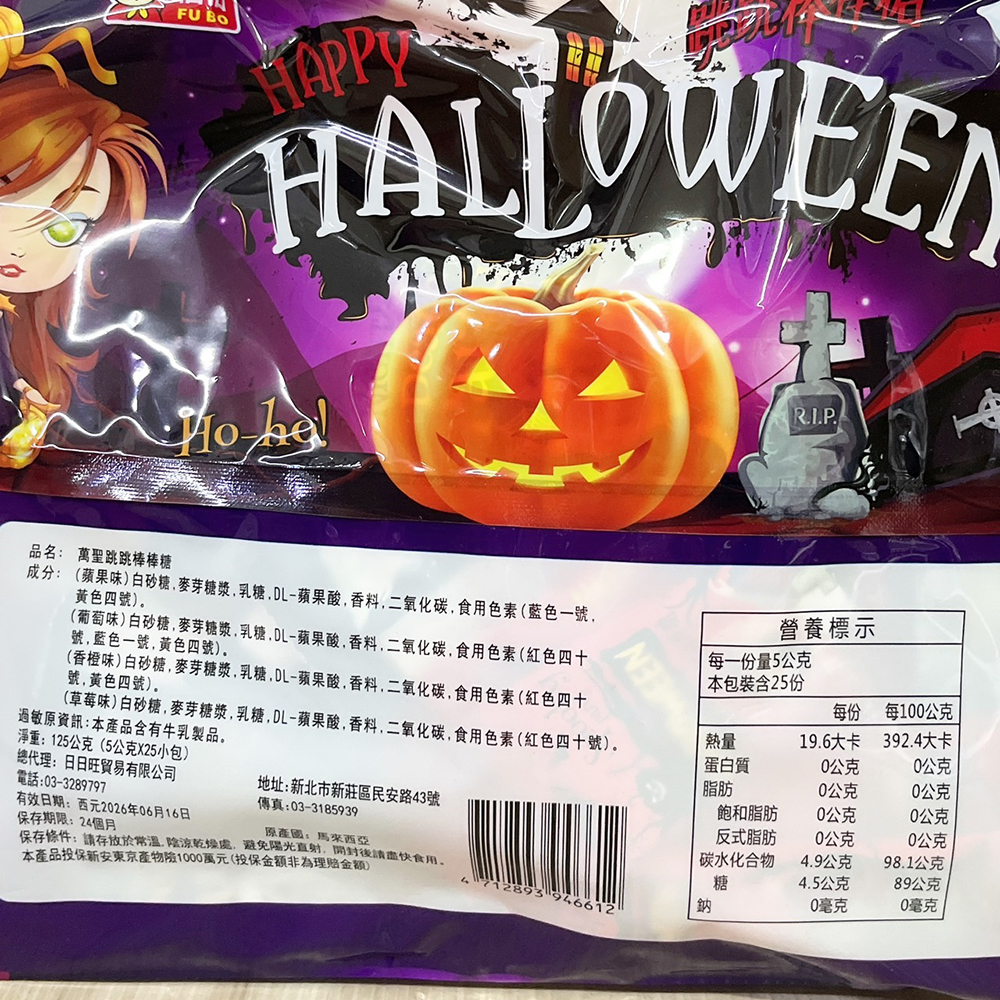 FU BO
跳跳棒棒糖
HAPPY
HALLOWEEN
Ho-ho!
R.I.P.
品名: 萬聖跳跳棒棒糖
成分: (蘋果味)白砂糖,麥芽糖漿,乳糖,DL-蘋果酸,香料,二氧化碳,食用色素(藍色一號,
黃色四號)。
(葡萄味)白砂糖,麥芽糖漿,乳糖,DL-蘋果酸,香料,二氧化碳,食用色素(紅色四十
號,藍色一號,黃色四號)。
(香橙味)白砂糖,麥芽糖漿,乳糖,DL-蘋果酸,香料,二氧化碳,食用色素(紅色四十
號,黃色四號)。
(草莓味)白砂糖,麥芽糖漿,乳糖,DL-蘋果酸,香料,二氧化碳,食用色素(紅色四十號)。
過敏原資訊:本產品含有牛乳製品。
淨重: 125公克 (5公克X25小包)
總代理: 日日旺貿易有限公司
地址:新北市新莊區民安路43號
電話:03-3289797
傳真:03-3185939
有效日期: 西元2026年06月16日
保存期限: 24個月
原產國: 馬來西亞
保存條件: 請存放於常溫,陰涼乾燥處, 避免陽光直射, 開封後請盡快食用。
本產品投保新安東京產物險1000萬元(投保金額非為理賠金額)
4 712893 946612
營養標示
每一份量5公克
本包裝含25份
每份 每100公克
熱量 19.6大卡 392.4大卡
蛋白質 0公克 0公克
脂肪 0公克 0公克
飽和脂肪 0公克 0公克
反式脂肪 0公克 0公克
碳水化合物 4.9公克 98.1公克
糖 4.5公克 89公克
鈉 0毫克 0毫克